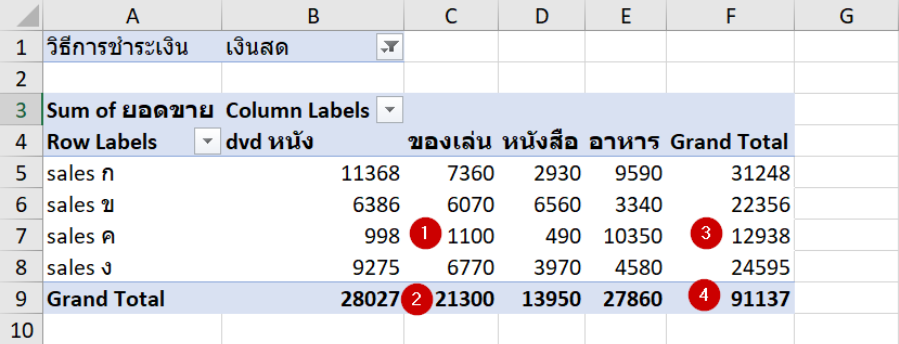 A B C D E F G
1 วิธีการชำระเงิน เงินสด
2
3 Sum of ยอดขาย Column Labels
4 Row Labels dvd หนัง ของเล่น หนังสือ อาหาร Grand Total
5 sales ก 11368 7360 2930 9590 31248
6 sales ข 6386 6070 6560 3340 22356
7 sales ค 998 1 1100 490 10350 3 12938
8 sales ง 9275 6770 3970 4580 24595
9 Grand Total 28027 2 21300 13950 27860 4 91137
10